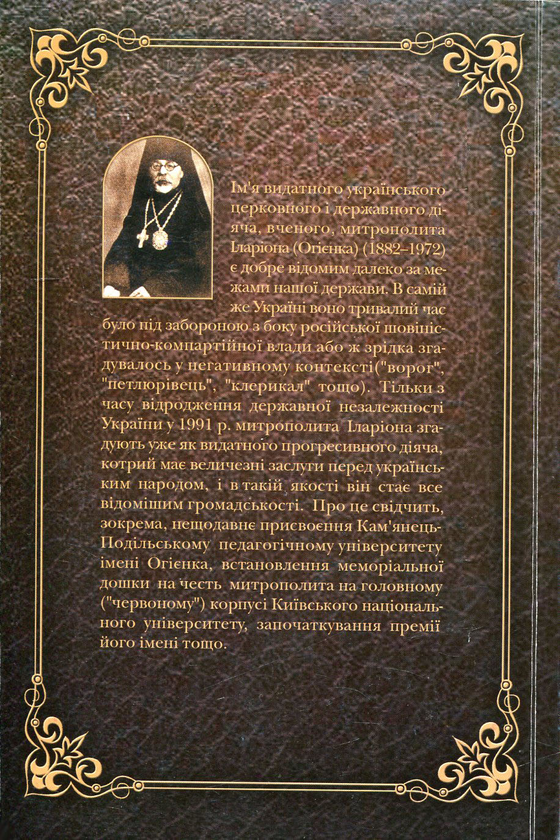 Ім'я видатного українського
церковного і державного ді-
яча, вченого, митрополита
Іларіона (Огієнка) (1882–1972)
є добре відомим далеко за ме-
жами нашої держави. В самій
же Україні воно тривалий час
було під забороною з боку російської шовініс-
тично-компартійної влади або ж зрідка зга-
дувалось у негативному контексті("ворог",
"петлюрівець", "клерикал" тощо). Тільки з
часу відродження державної незалежності
України у 1991 р. митрополита Іларіона зга-
дують уже як видатного прогресивного діяча,
котрий має величезні заслуги перед українсь-
ким народом, і в такій якості він стає все
відомішим громадськості. Про це свідчить,
зокрема, нещодавнє присвоєння Кам'янець-
Подільському педагогічному університету
імені Огієнка, встановлення меморіальної
дошки на честь митрополита на головному
("червоному") корпусі Київського національ-
ного університету, започаткування премії
його імені тощо.